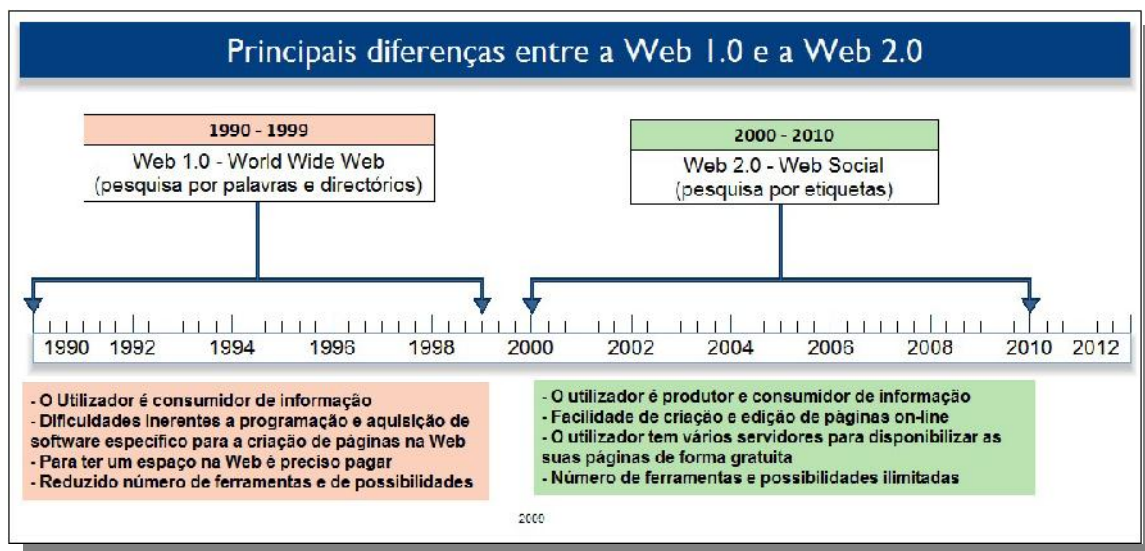 Principais diferenças entre a Web 1.0 e a Web 2.0
1990 - 1999
Web 1.0 - World Wide Web
(pesquisa por palavras e directórios)
2000 - 2010
Web 2.0 - Web Social
(pesquisa por etiquetas)
1990 1992 1994 1996 1998 2000 2002 2004 2006 2008 2010 2012
- O Utilizador é consumidor de informação
- Dificuldades inerentes a programação e aquisição de
software específico para a criação de páginas na Web
- Para ter um espaço na Web é preciso pagar
- Reduzido número de ferramentas e de possibilidades
- O utilizador é produtor e consumidor de informação
- Facilidade de criação e edição de páginas on-line
- O utilizador tem vários servidores para disponibilizar as
suas páginas de forma gratuita
- Número de ferramentas e possibilidades ilimitadas
2009